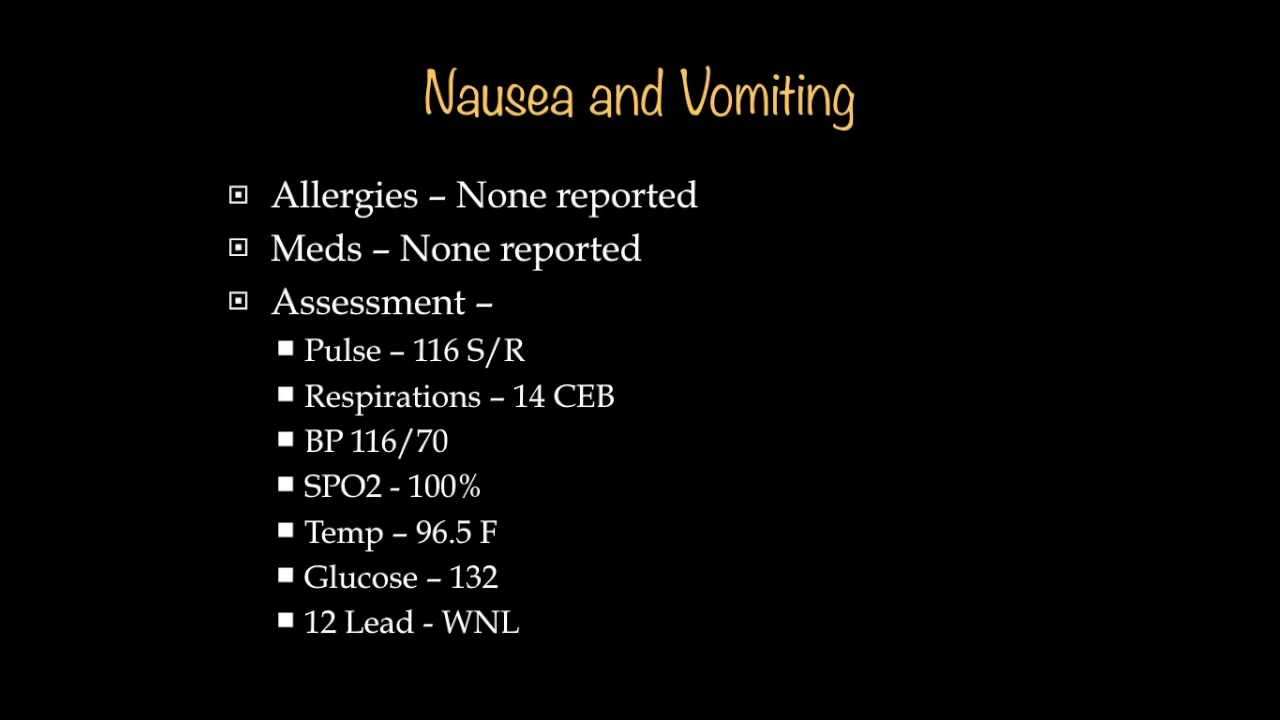 Nausea and Vomiting
Allergies – None reported
Meds – None reported
Assessment –
Pulse – 116 S/R
Respirations – 14 CEB
BP 116/70
SPO2 - 100%
Temp – 96.5 F
Glucose – 132
12 Lead - WNL